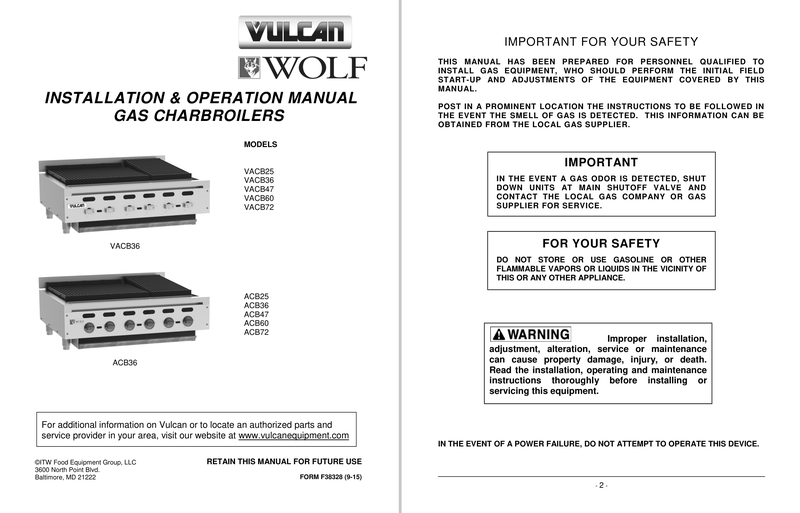 VULCAN
WOLF
INSTALLATION & OPERATION MANUAL
GAS CHARBROILERS
MODELS
VACB25
VACB36
VACB47
VACB60
VACB72
VULCAN
VACB36
ACB25
ACB36
ACB47
ACB60
ACB72
ACB36
For additional information on Vulcan or to locate an authorized parts and
service provider in your area, visit our website at www.vulcanequipment.com
©ITW Food Equipment Group, LLC
3600 North Point Blvd.
Baltimore, MD 21222
RETAIN THIS MANUAL FOR FUTURE USE
FORM F38328 (9-15)
IMPORTANT FOR YOUR SAFETY
THIS MANUAL HAS BEEN PREPARED FOR PERSONNEL QUALIFIED TO
INSTALL GAS EQUIPMENT, WHO SHOULD PERFORM THE INITIAL FIELD
START-UP AND ADJUSTMENTS OF THE EQUIPMENT COVERED BY THIS
MANUAL.
POST IN A PROMINENT LOCATION THE INSTRUCTIONS TO BE FOLLOWED IN
THE EVENT THE SMELL OF GAS IS DETECTED. THIS INFORMATION CAN BE
OBTAINED FROM THE LOCAL GAS SUPPLIER.
IMPORTANT
IN THE EVENT A GAS ODOR IS DETECTED, SHUT
DOWN UNITS AT MAIN SHUTOFF VALVE AND
CONTACT THE LOCAL GAS COMPANY OR GAS
SUPPLIER FOR SERVICE.
FOR YOUR SAFETY
DO NOT STORE OR USE GASOLINE OR OTHER
FLAMMABLE VAPORS OR LIQUIDS IN THE VICINITY OF
THIS OR ANY OTHER APPLIANCE.
WARNING Improper installation,
adjustment, alteration, service or maintenance
can cause property damage, injury, or death.
Read the installation, operating and maintenance
instructions thoroughly before installing or
servicing this equipment.
IN THE EVENT OF A POWER FAILURE, DO NOT ATTEMPT TO OPERATE THIS DEVICE.
- 2 -